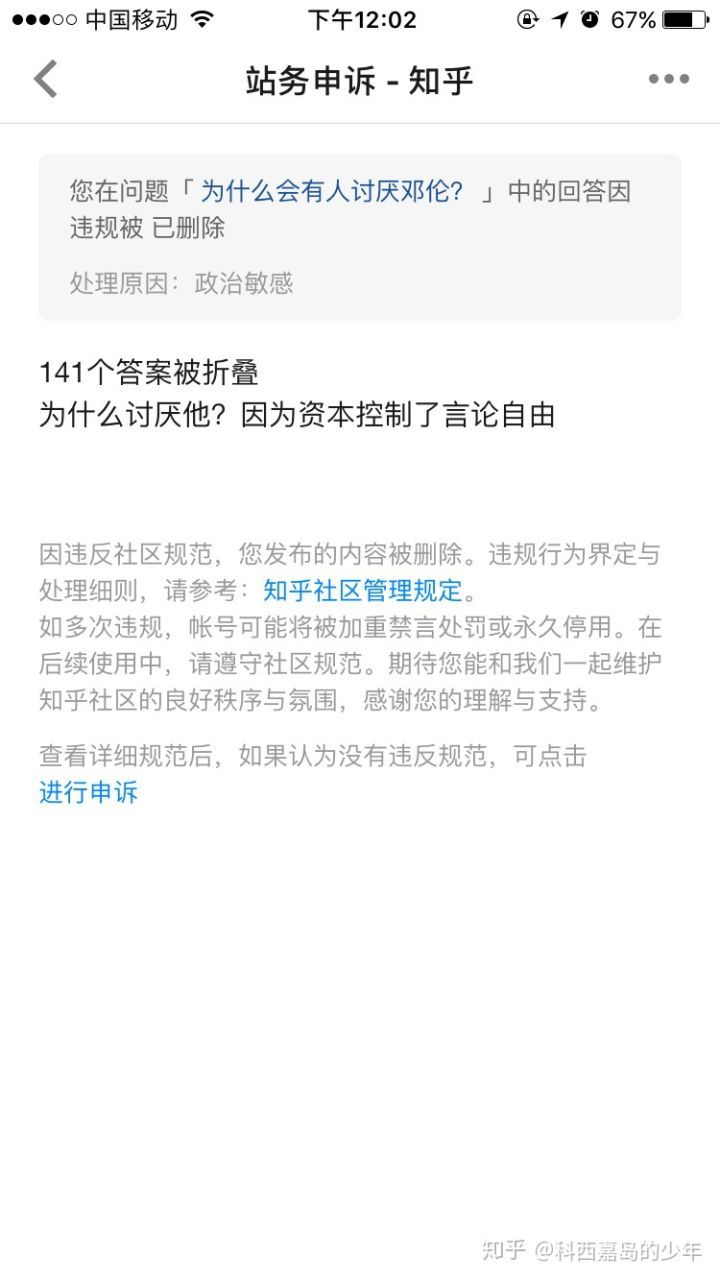 中国移动 下午12:02 67%
站务申诉 - 知乎
您在问题「 为什么会有人讨厌邓伦? 」中的回答因
违规被 已删除
处理原因：政治敏感
141个答案被折叠
为什么讨厌他？因为资本控制了言论自由
因违反社区规范，您发布的内容被删除。违规行为界定与
处理细则，请参考：知乎社区管理规定。
如多次违规，帐号可能将被加重禁言处罚或永久停用。在
后续使用中，请遵守社区规范。期待您能和我们一起维护
知乎社区的良好秩序与氛围，感谢您的理解与支持。
查看详细规范后，如果认为没有违反规范，可点击
进行申诉
知乎 @科西嘉岛的少年